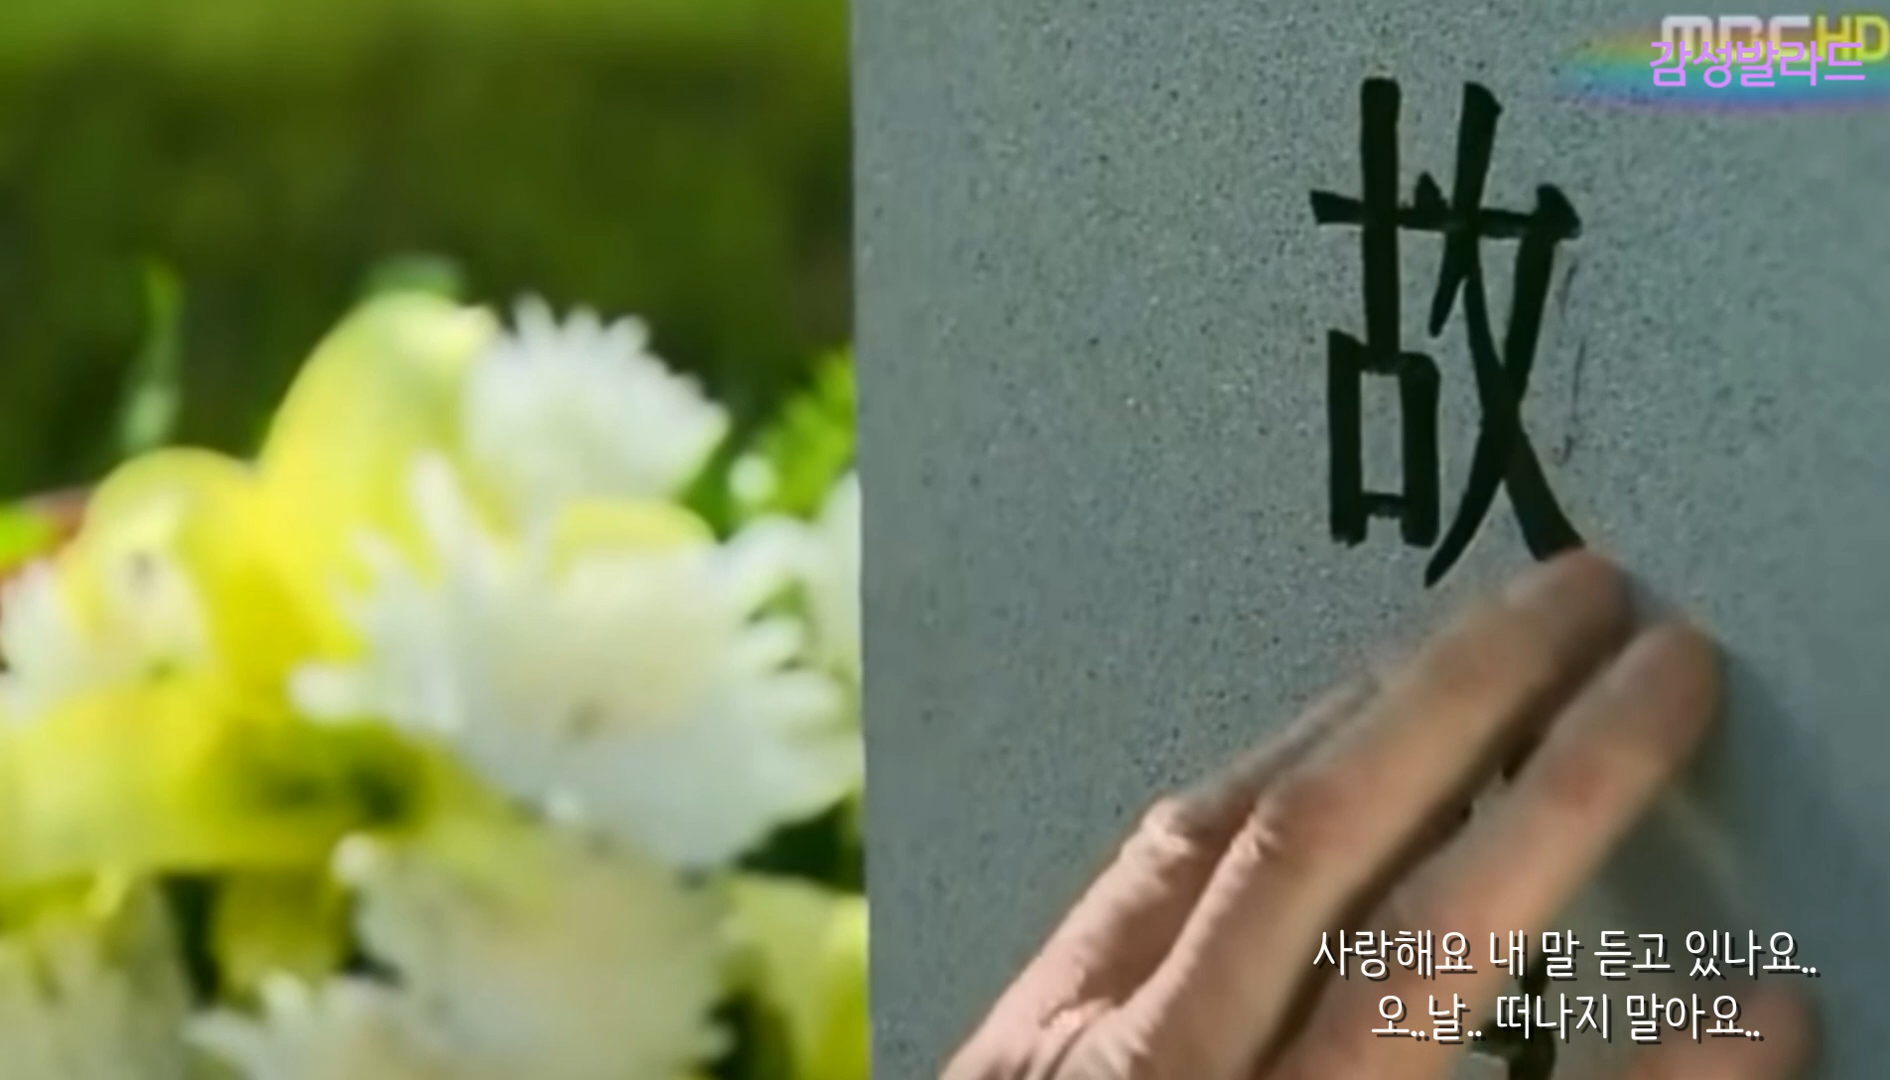 MBC HD
감성발라드
故
사랑해요 내 말 듣고 있나요..
오..날.. 떠나지 말아요..